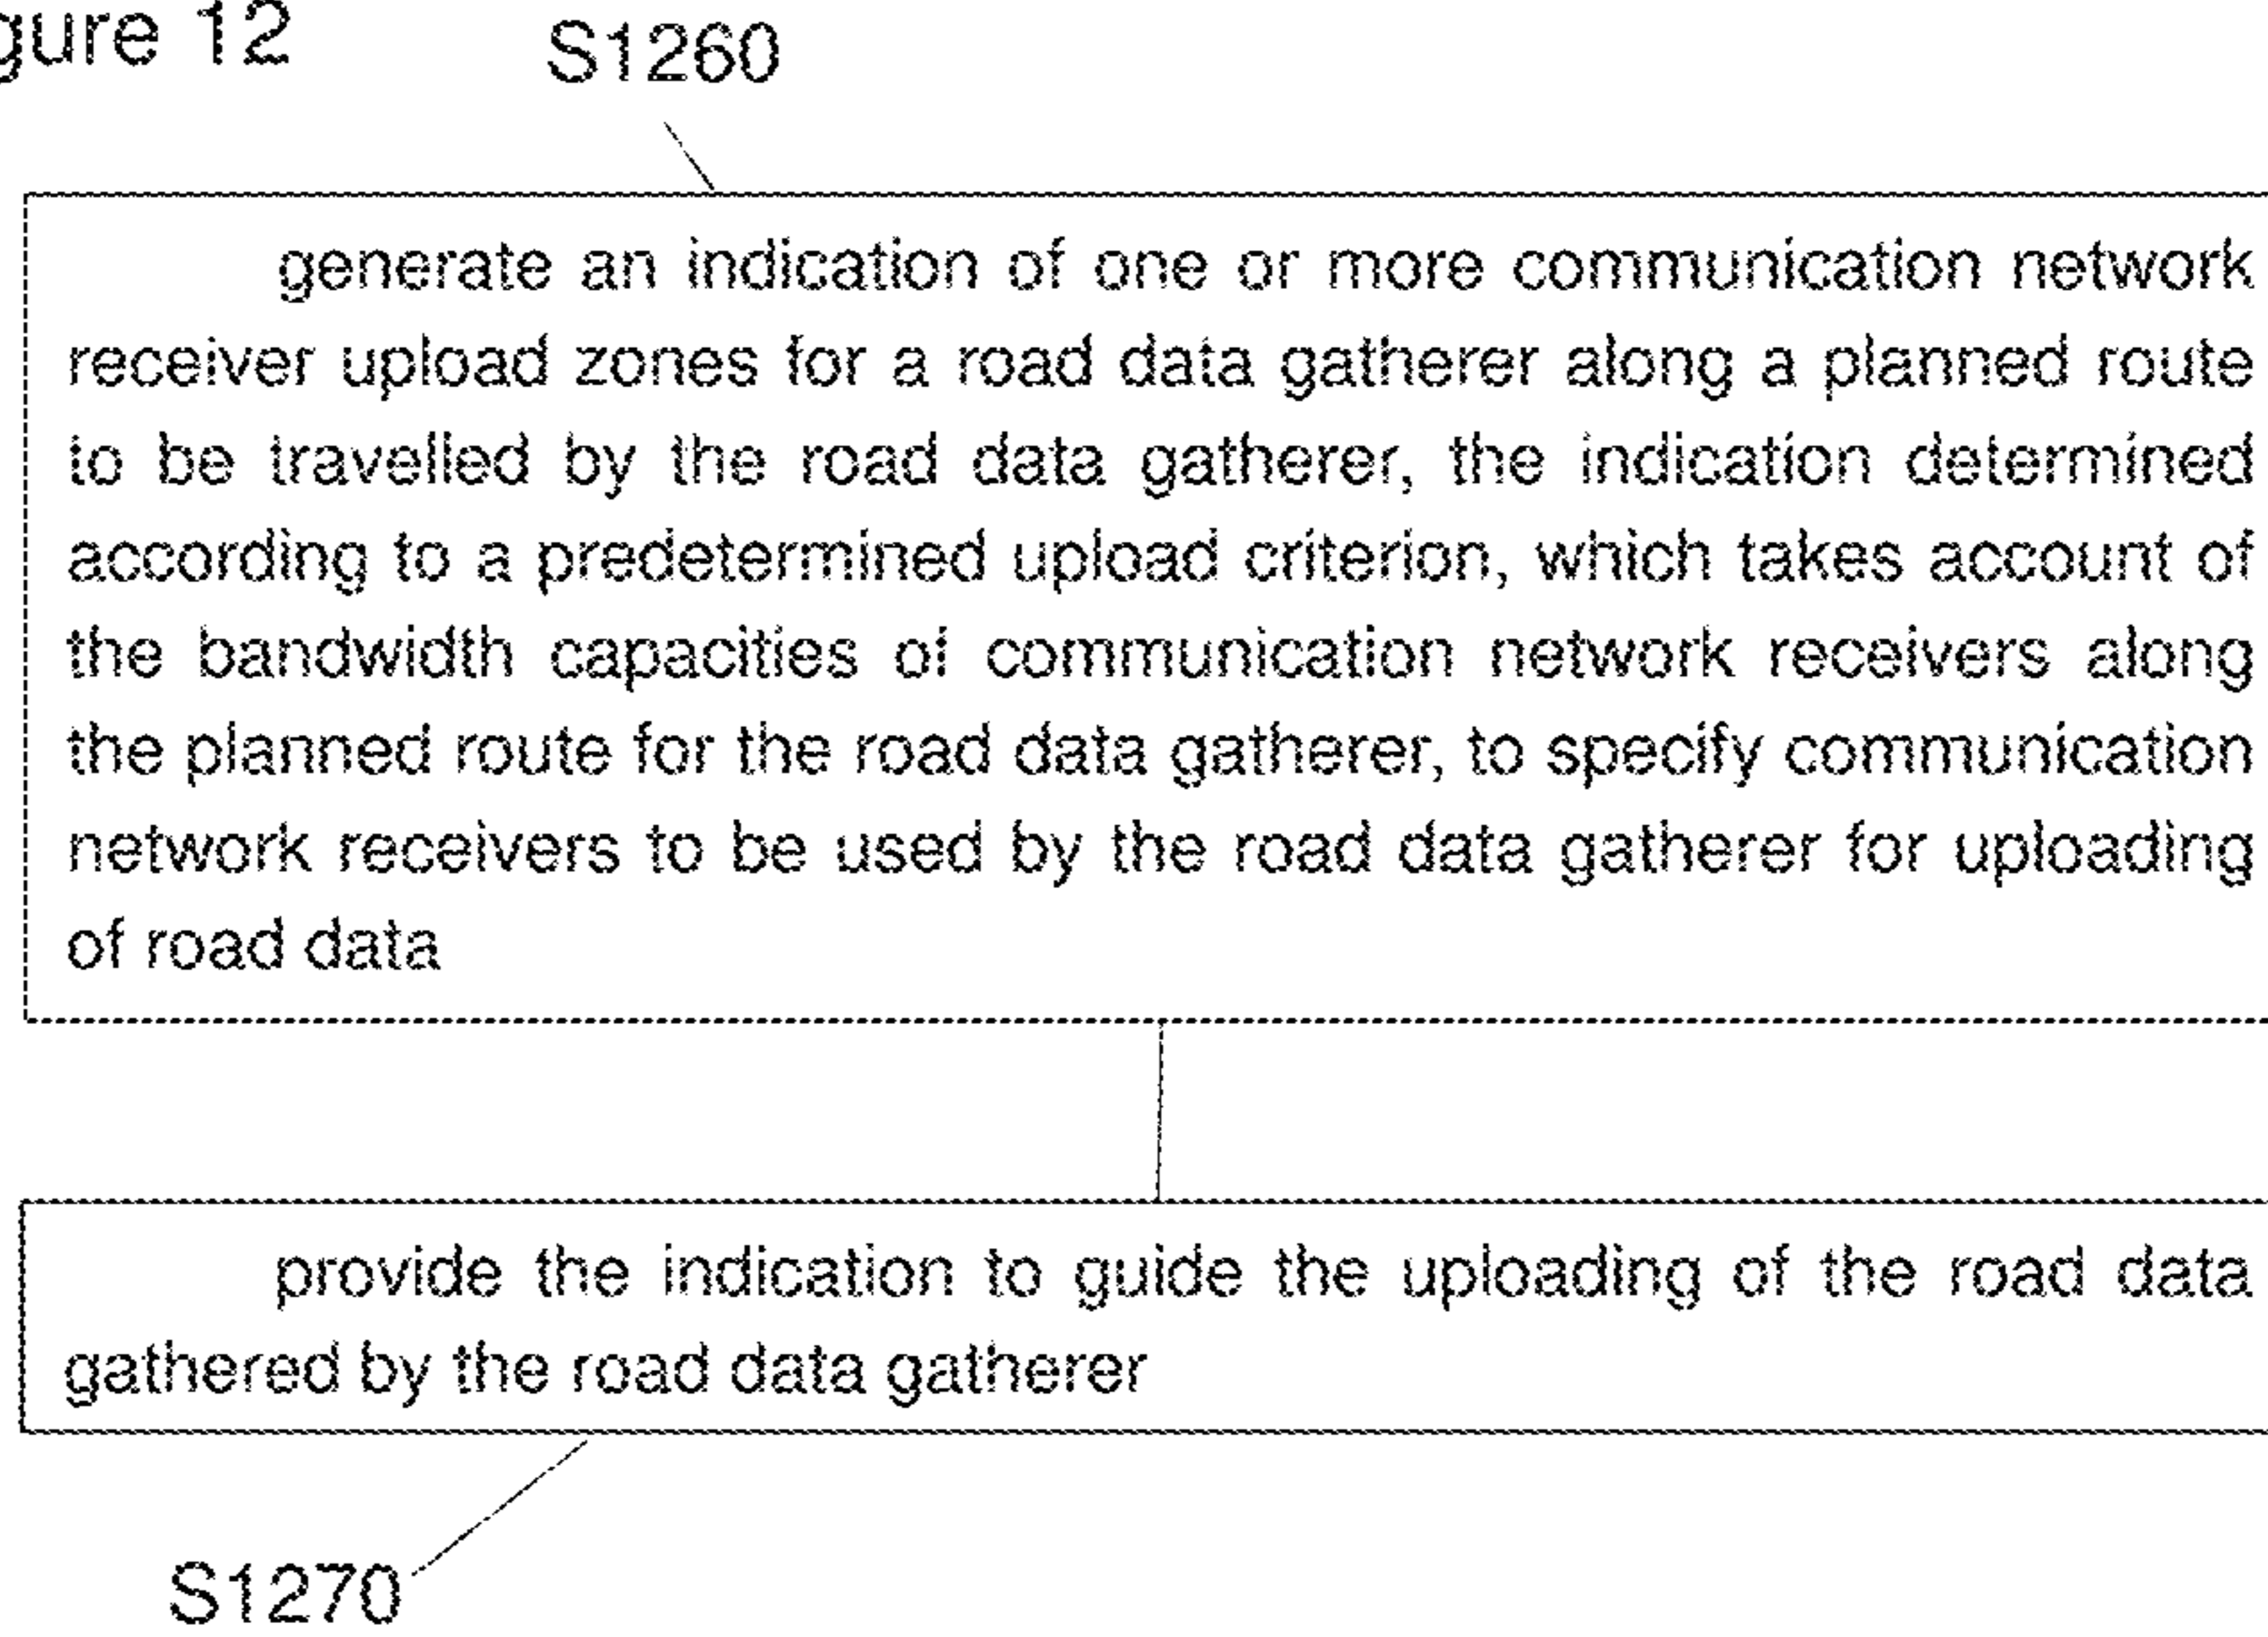 gure 12
S1260
generate an indication of one or more communication network
receiver upload zones for a road data gatherer along a planned route
to be travelled by the road data gatherer, the indication determined
according to a predetermined upload criterion, which takes account of
the bandwidth capacities of communication network receivers along
the planned route for the road data gatherer, to specify communication
network receivers to be used by the road data gatherer for uploading
of road data
provide the indication to guide the uploading of the road data
gathered by the road data gatherer
S1270